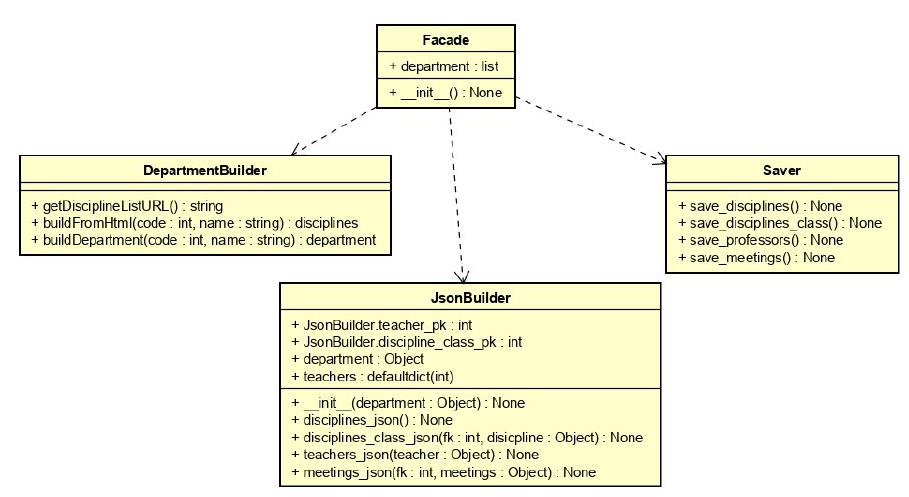 Facade
+ department : list
+ __init__() : None
DepartmentBuilder
+ getDisciplineListURL() : string
+ buildFromHtml(code : int, name : string) : disciplines
+ buildDepartment(code : int, name : string) : department
Saver
+ save_disciplines() : None
+ save_disciplines_class() : None
+ save_professors() : None
+ save_meetings() : None
JsonBuilder
+ JsonBuilder.teacher_pk : int
+ JsonBuilder.discipline_class_pk : int
+ department : Object
+ teachers : defaultdict(int)
+ __init__(department : Object) : None
+ disciplines_json() : None
+ disciplines_class_json(fk : int, disicpline : Object) : None
+ teachers_json(teacher : Object) : None
+ meetings_json(fk : int, meetings : Object) : None